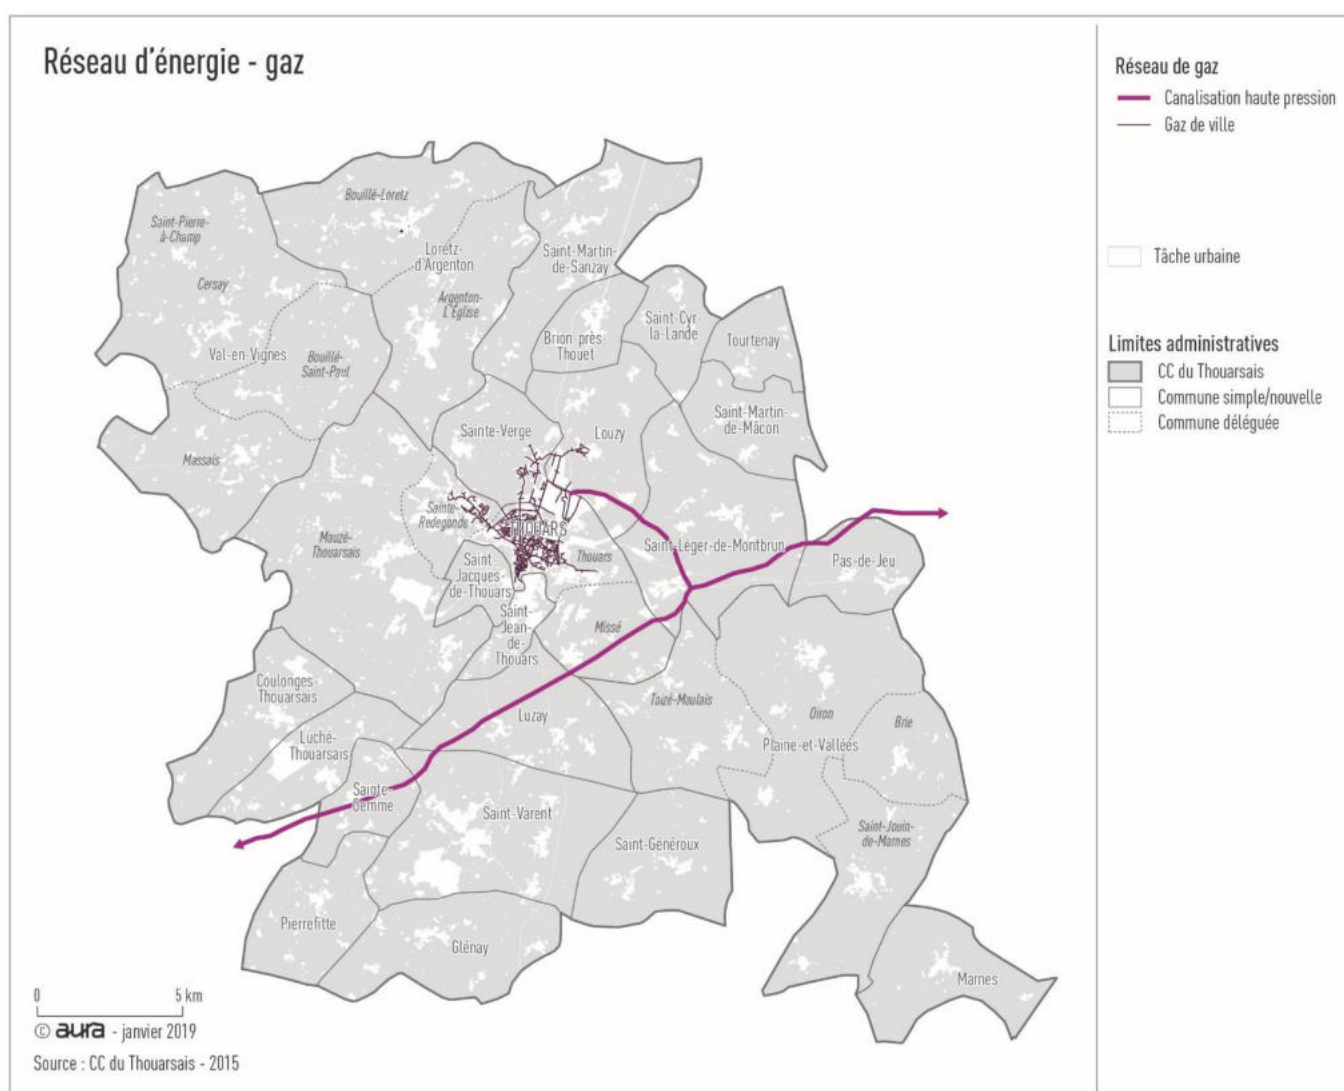 Réseau d'énergie - gaz
Réseau de gaz
Canalisation haute pression
Gaz de ville
Tâche urbaine
Limites administratives
CC du Thouarsais
Commune simple/nouvelle
Commune déléguée
Bouillé-Loretz
Saint-Pierre-
à-Champ
Cersay
Loretz-
d'Argenton
Argenton-
L'Église
Saint-Martin-
de-Sanzay
Saint-Cyr-
la-Lande
Brion-près-
Thouet
Tourtenay
Val-en-Vignes
Bouillé-
Saint-Paul
Saint-Martin-
de-Mâcon
Sainte-Verge
Louzy
Massais
Sainte-
Redegonde
THOUARS
Mauzé-
Thouarsais
Saint-Léger-de-Montbrun
Thouars
Pas-de-Jeu
Saint
Jacques-
de-Thouars
Saint-
Jean-
de-
Thouars
Missé
Coulonges-
Thouarsais
Taizé-Maulais
Oiron
Brie
Luzay
Luché-
Thouarsais
Plaine-et-Vallées
Sainte
Gemme
Saint-Varent
Saint-Généroux
Saint-Jouin-
de-Marnes
Pierrefitte
Glénay
Marnes
0 5 km
© aura - janvier 2019
Source : CC du Thouarsais - 2015